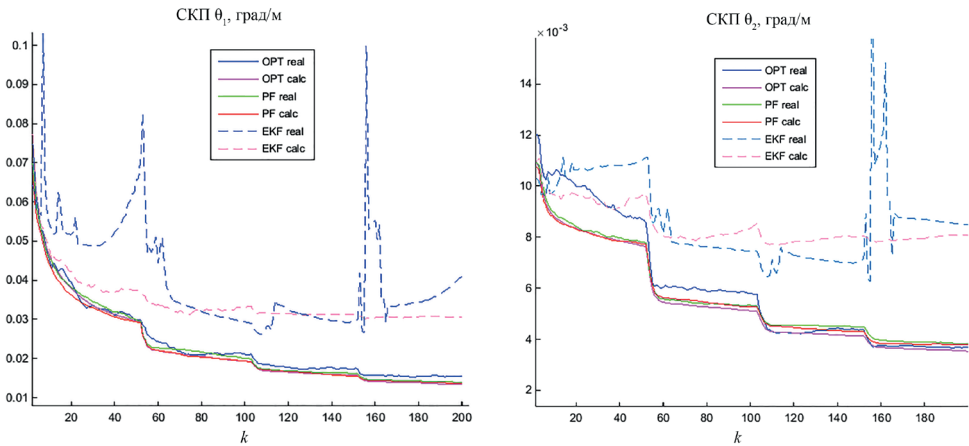 СКП θ₁, град/м
0.1
0.09
0.08
0.07
0.06
0.05
0.04
0.03
0.02
0.01
OPT real
OPT calc
PF real
PF calc
EKF real
EKF calc
20 40 60 80 100 120 140 160 180 200
k
СКП θ₂, град/м
× 10⁻³
14
12
10
8
6
4
2
OPT real
OPT calc
PF real
PF calc
EKF real
EKF calc
20 40 60 80 100 120 140 160 180
k